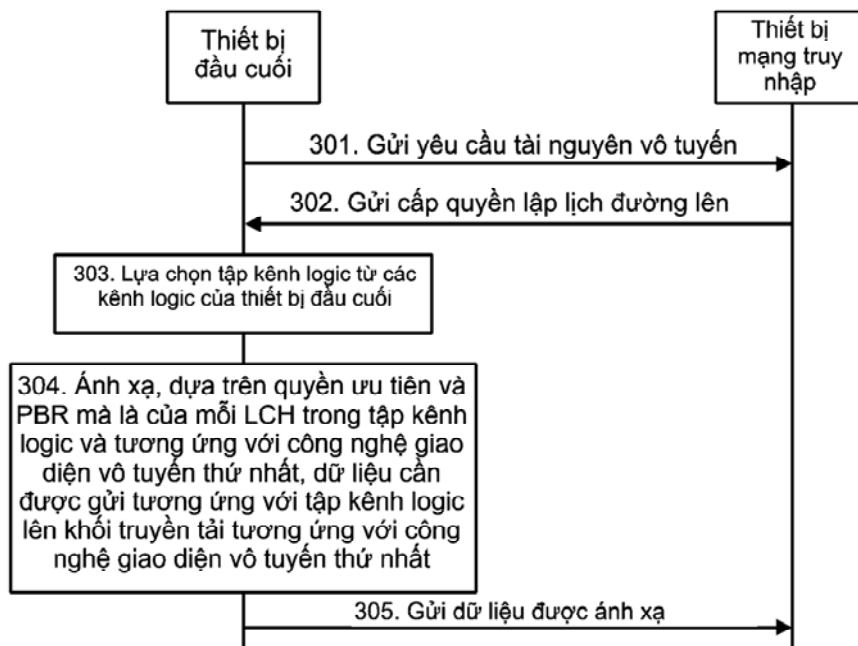 Thiết bị
đầu cuối
Thiết bị
mạng truy
nhập
301. Gửi yêu cầu tài nguyên vô tuyến
302. Gửi cấp quyền lập lịch đường lên
303. Lựa chọn tập kênh logic từ các
kênh logic của thiết bị đầu cuối
304. Ánh xạ, dựa trên quyền ưu tiên và
PBR mà là của mỗi LCH trong tập kênh
logic và tương ứng với công nghệ giao
diện vô tuyến thứ nhất, dữ liệu cần
được gửi tương ứng với tập kênh logic
lên khối truyền tải tương ứng với công
nghệ giao diện vô tuyến thứ nhất
305. Gửi dữ liệu được ánh xạ